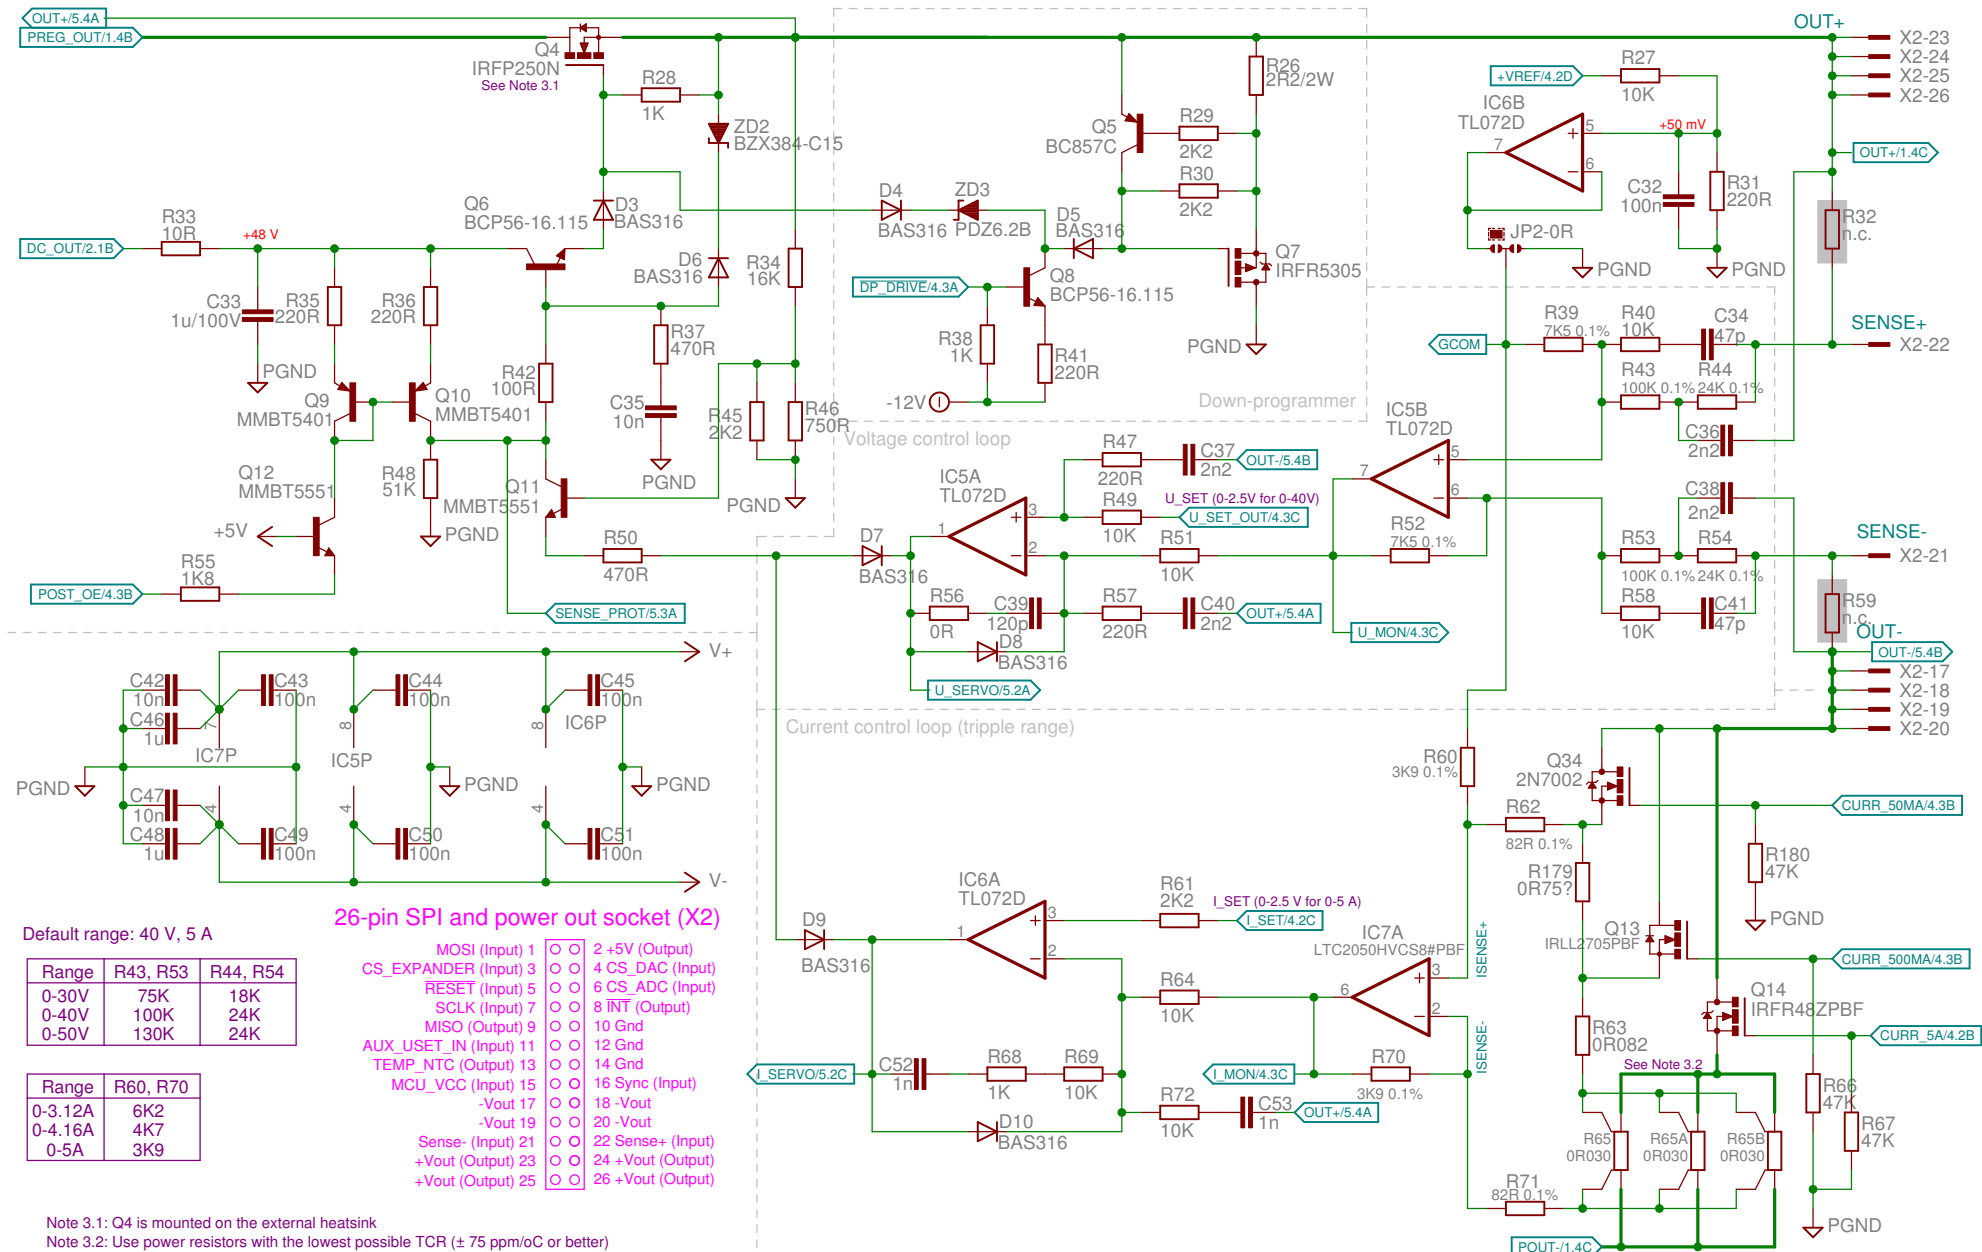 OUT+/5.4A
PREG_OUT/1.4B
Q4
IRFP250N
See Note 3.1
R28
1K
ZD2
BZX384-C15
Q6
BCP56-16.115
D3
BAS316
R33
10R
+48 V
DC_OUT/2.1B
C33
1u/100V
R35
220R
R36
220R
PGND
D6
BAS316
R34
16K
R37
470R
R42
100R
C35
10n
PGND
R45
2K2
R46
750R
PGND
Q9
MMBT5401
Q10
MMBT5401
Q12
MMBT5551
R48
51K
Q11
MMBT5551
+5V
PGND
R55
1K8
POST_OE/4.3B
R50
470R
SENSE_PROT/5.3A
R26
2R2/2W
Q5
BC857C
R29
2K2
R30
2K2
D4
BAS316
ZD3
PDZ6.2B
D5
BAS316
Q7
IRFR5305
Q8
BCP56-16.115
DP_DRIVE/4.3A
R38
1K
R41
220R
PGND
-12V
Down-programmer
OUT+
X2-23
X2-24
X2-25
X2-26
+VREF/4.2D
R27
10K
IC6B
TL072D
+50 mV
5
6
7
C32
100n
R31
220R
OUT+/1.4C
R32
n.c.
JP2-0R
PGND
PGND
GCOM
R39
7K5 0.1%
R40
10K
C34
47p
SENSE+
X2-22
R43
100K 0.1%
R44
24K 0.1%
C36
2n2
Voltage control loop
IC5B
TL072D
5
6
7
R47
220R
C37
2n2
OUT-/5.4B
IC5A
TL072D
3
2
1
R49
10K
U_SET (0-2.5V for 0-40V)
U_SET_OUT/4.3C
R51
10K
R52
7K5 0.1%
C38
2n2
R53
100K 0.1%
R54
24K 0.1%
SENSE-
X2-21
R58
10K
C41
47p
R59
n.c.
D7
BAS316
R56
0R
C39
120p
R57
220R
C40
2n2
OUT+/5.4A
D8
BAS316
U_MON/4.3C
U_SERVO/5.2A
OUT-
OUT-/5.4B
X2-17
X2-18
X2-19
X2-20
V+
C42
10n
C43
100n
C44
100n
C45
100n
C46
1u
7
8
8
IC7P
IC5P
IC6P
PGND
PGND
PGND
C47
10n
C48
1u
4
4
4
C49
100n
C50
100n
C51
100n
V-
Current control loop (tripple range)
R60
3K9 0.1%
Q34
2N7002
R62
82R 0.1%
CURR_50MA/4.3B
R179
0R75?
R180
47K
PGND
IC6A
TL072D
3
2
1
R61
2K2
I_SET (0-2.5 V for 0-5 A)
I_SET/4.2C
D9
BAS316
IC7A
LTC2050HVCS8#PBF
3
2
6
ISENSE+
ISENSE-
Q13
IRLL2705PBF
CURR_500MA/4.3B
R64
10K
Q14
IRFR48ZPBF
CURR_5A/4.2B
R63
0R082
See Note 3.2
I_SERVO/5.2C
C52
1n
R68
1K
R69
10K
I_MON/4.3C
R70
3K9 0.1%
R72
10K
C53
1n
OUT+/5.4A
D10
BAS316
R66
47K
R67
47K
R65
0R030
R65A
0R030
R65B
0R030
R71
82R 0.1%
PGND
POUT-/1.4C
26-pin SPI and power out socket (X2)
MOSI (Input) 1 2 +5V (Output)
CS_EXPANDER (Input) 3 4 CS_DAC (Input)
RESET (Input) 5 6 CS_ADC (Input)
SCLK (Input) 7 8 INT (Output)
MISO (Output) 9 10 Gnd
AUX_USET_IN (Input) 11 12 Gnd
TEMP_NTC (Output) 13 14 Gnd
MCU_VCC (Input) 15 16 Sync (Input)
-Vout 17 18 -Vout
-Vout 19 20 -Vout
Sense- (Input) 21 22 Sense+ (Input)
+Vout (Output) 23 24 +Vout (Output)
+Vout (Output) 25 26 +Vout (Output)
Default range: 40 V, 5 A
Range R43, R53 R44, R54
0-30V 75K 18K
0-40V 100K 24K
0-50V 130K 24K
Range R60, R70
0-3.12A 6K2
0-4.16A 4K7
0-5A 3K9
Note 3.1: Q4 is mounted on the external heatsink
Note 3.2: Use power resistors with the lowest possible TCR (± 75 ppm/oC or better)